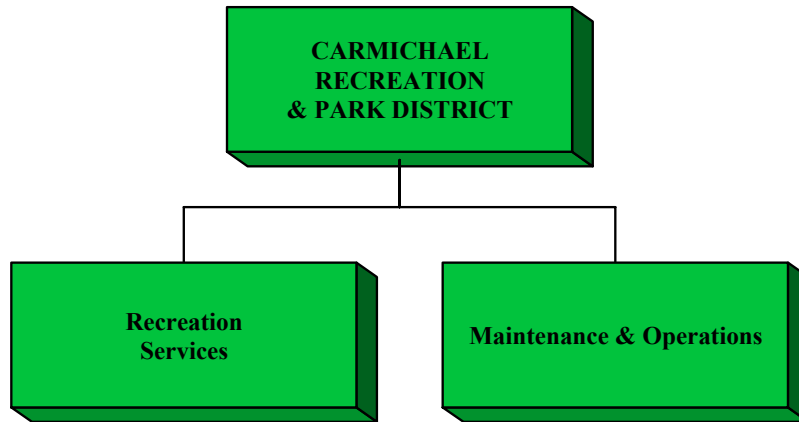 CARMICHAEL
RECREATION
& PARK DISTRICT
Recreation
Services
Maintenance & Operations